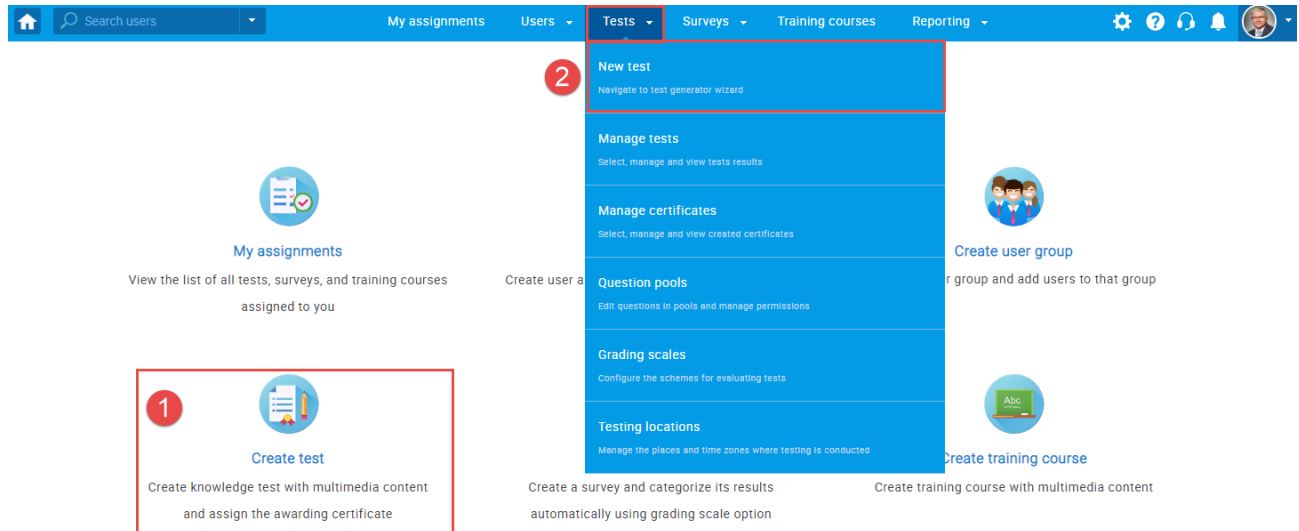 Search users
My assignments
Users
Tests
Surveys
Training courses
Reporting
2
New test
Navigate to test generator wizard
Manage tests
Select, manage and view tests results
Manage certificates
Select, manage and view created certificates
Question pools
Edit questions in pools and manage permissions
Grading scales
Configure the schemes for evaluating tests
Testing locations
Manage the places and time zones where testing is conducted
My assignments
View the list of all tests, surveys, and training courses
assigned to you
Create user a
Create user group
r group and add users to that group
1
Create test
Create knowledge test with multimedia content
and assign the awarding certificate
Create a survey and categorize its results
automatically using grading scale option
Abc
Create training course
Create training course with multimedia content